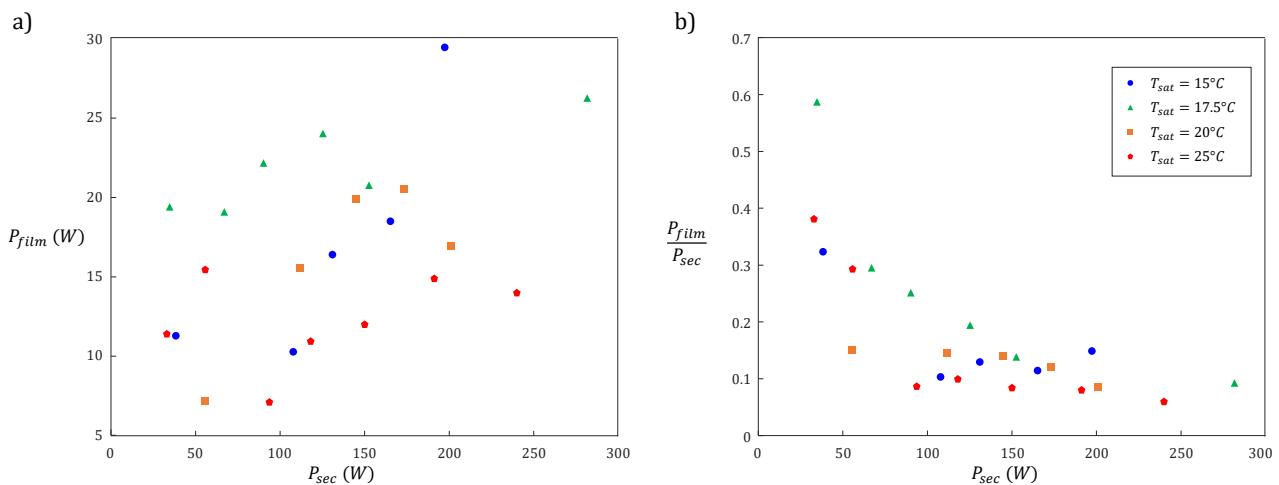 a)
30
25
20
15
10
5
P_film (W)
0 50 100 150 200 250 300
P_sec (W)
b)
0.7
0.6
0.5
0.4
0.3
0.2
0.1
0
P_film
P_sec
0 50 100 150 200 250 300
P_sec (W)
T_sat = 15°C
T_sat = 17.5°C
T_sat = 20°C
T_sat = 25°C